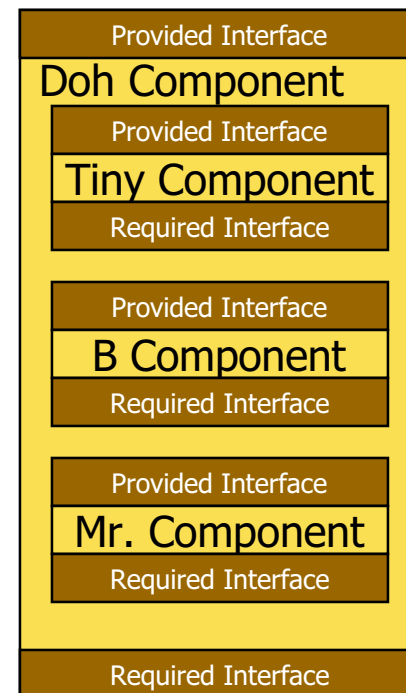 Provided Interface
Doh Component
Provided Interface
Tiny Component
Required Interface
Provided Interface
B Component
Required Interface
Provided Interface
Mr. Component
Required Interface
Required Interface